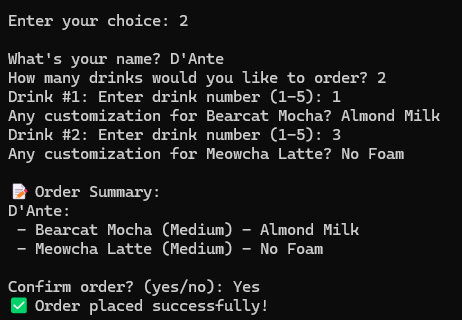 Enter your choice: 2
What's your name? D'Ante
How many drinks would you like to order? 2
Drink #1: Enter drink number (1-5): 1
Any customization for Bearcat Mocha? Almond Milk
Drink #2: Enter drink number (1-5): 3
Any customization for Meowcha Latte? No Foam
📝 Order Summary:
D'Ante:
 - Bearcat Mocha (Medium) - Almond Milk
 - Meowcha Latte (Medium) - No Foam
Confirm order? (yes/no): Yes
✅ Order placed successfully!